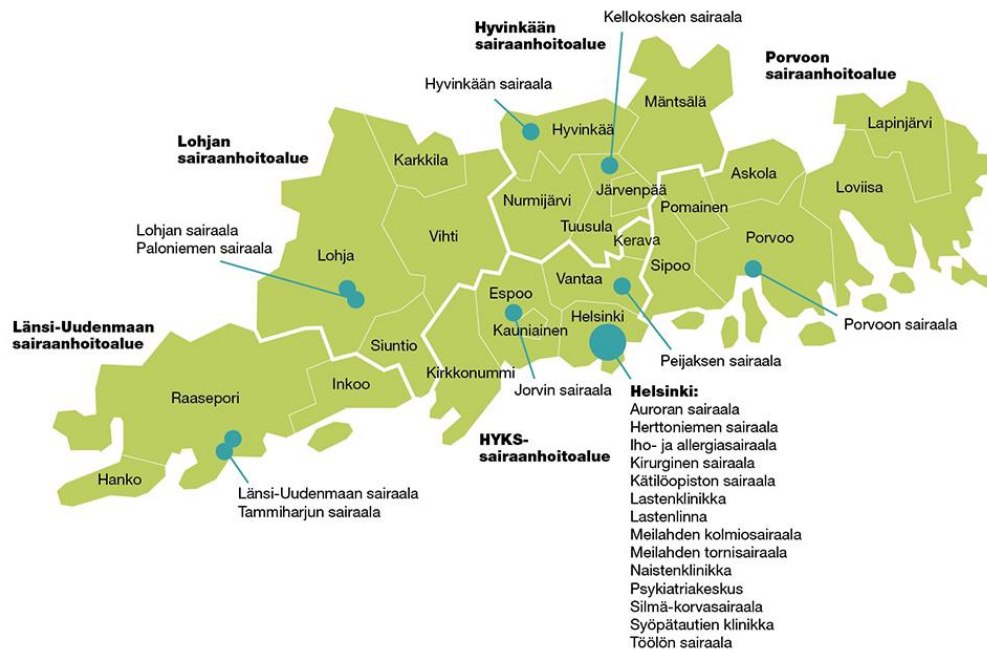 Hyvinkään
sairaanhoitoalue
Kellokosken sairaala
Porvoon
sairaanhoitoalue
Hyvinkään sairaala
Mäntsälä
Lapinjärvi
Hyvinkää
Lohjan
sairaanhoitoalue
Karkkila
Askola
Loviisa
Järvenpää
Nurmijärvi
Pornainen
Tuusula
Lohjan sairaala
Paloniemen sairaala
Vihti
Kerava
Porvoo
Lohja
Sipoo
Vantaa
Espoo
Länsi-Uudenmaan
sairaanhoitoalue
Helsinki
Kauniainen
Porvoon sairaala
Siuntio
Peijaksen sairaala
Kirkkonummi
Inkoo
Jorvin sairaala
Raasepori
HYKS-
sairaanhoitoalue
Hanko
Länsi-Uudenmaan sairaala
Tammiharjun sairaala
Helsinki:
Auroran sairaala
Herttoniemen sairaala
Iho- ja allergiasairaala
Kirurginen sairaala
Kätilöopiston sairaala
Lastenklinikka
Lastenlinna
Meilahden kolmiosairaala
Meilahden tornisairaala
Naistenklinikka
Psykiatriakeskus
Silmä-korvasairaala
Syöpätautien klinikka
Töölön sairaala